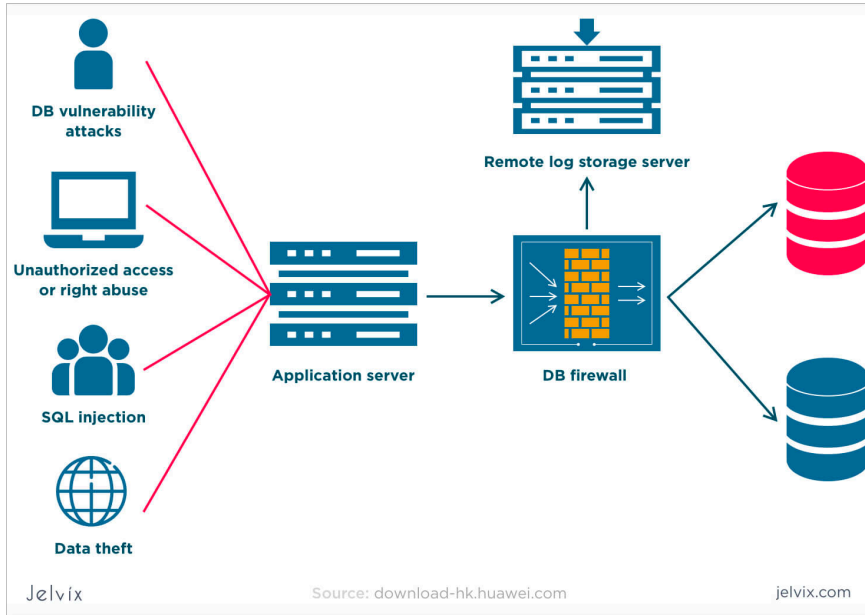 DB vulnerability
attacks
Unauthorized access
or right abuse
SQL injection
Data theft
Application server
Remote log storage server
DB firewall
Jelvíx
Source: download-hk.huawei.com
jelvix.com